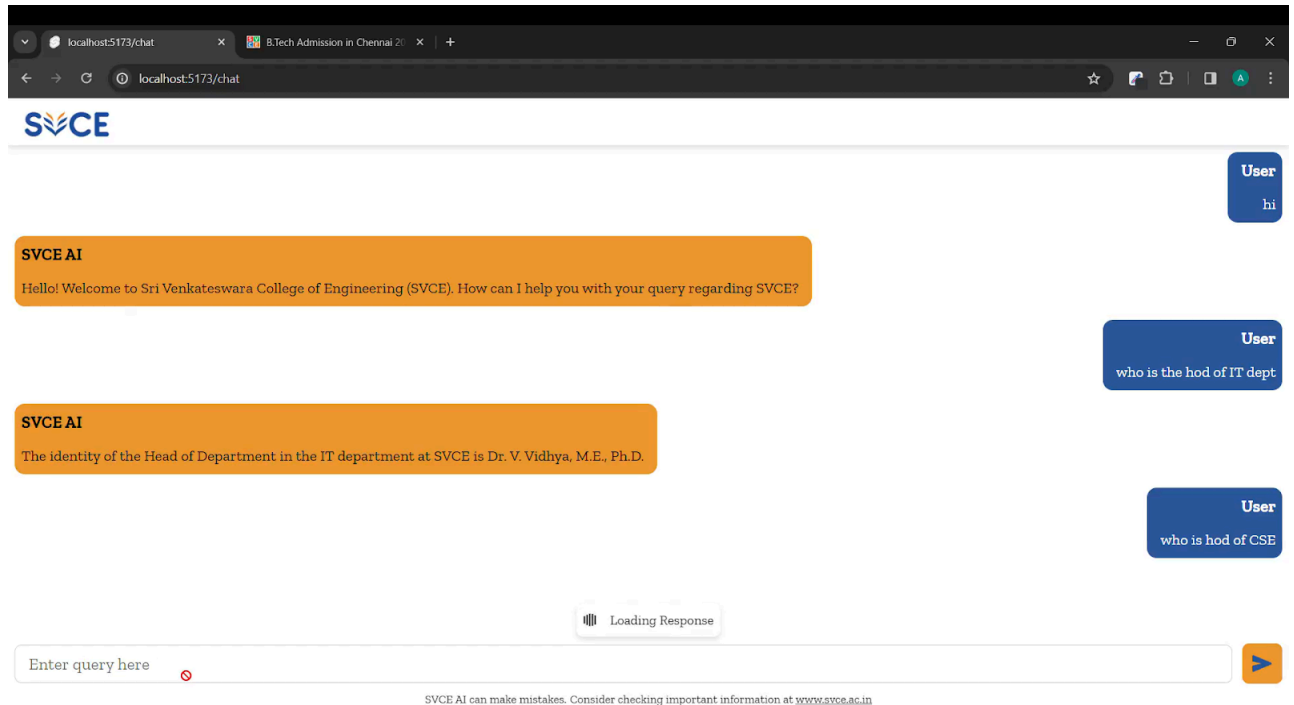 localhost:5173/chat
B.Tech Admission in Chennai 20
localhost:5173/chat
A
SVCE
User
hi
SVCE AI
Hello! Welcome to Sri Venkateswara College of Engineering (SVCE). How can I help you with your query regarding SVCE?
User
who is the hod of IT dept
SVCE AI
The identity of the Head of Department in the IT department at SVCE is Dr. V. Vidhya, M.E., Ph.D.
User
who is hod of CSE
Loading Response
Enter query here
SVCE AI can make mistakes. Consider checking important information at www.svce.ac.in